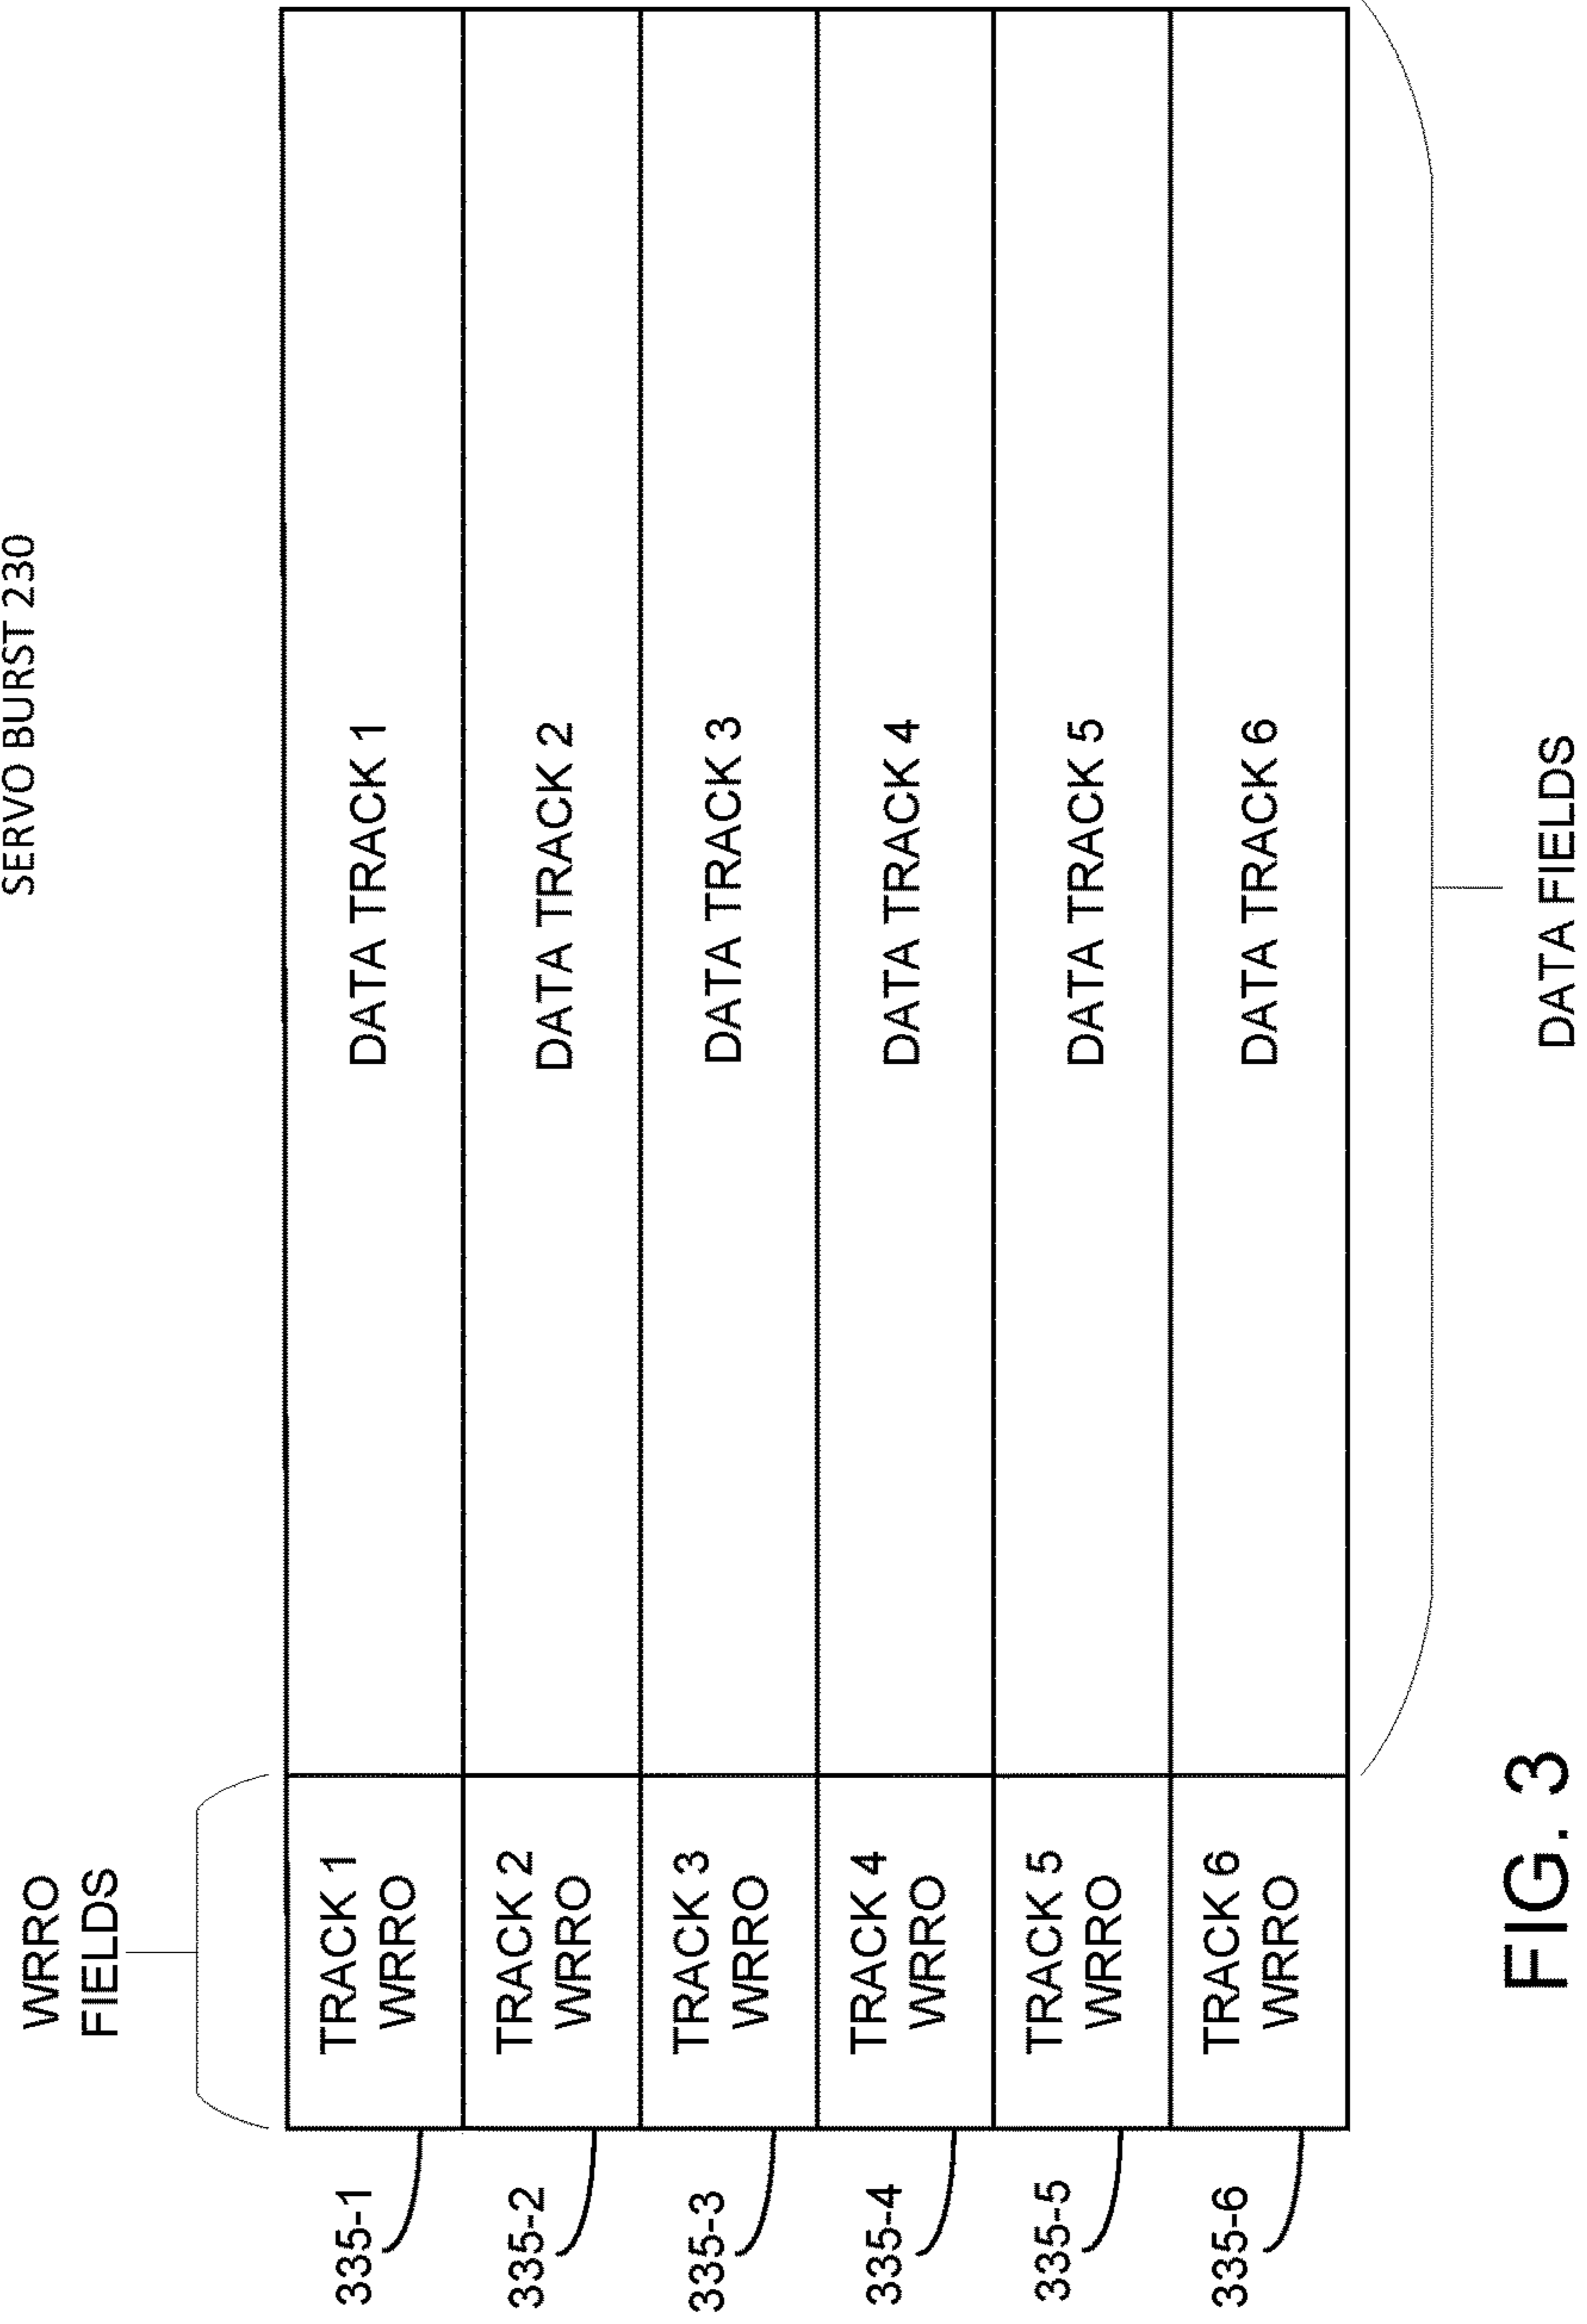 SERVO BURST 230
WRRO
FIELDS
335-1
TRACK 1
WRRO
DATA TRACK 1
335-2
TRACK 2
WRRO
DATA TRACK 2
335-3
TRACK 3
WRRO
DATA TRACK 3
335-4
TRACK 4
WRRO
DATA TRACK 4
335-5
TRACK 5
WRRO
DATA TRACK 5
335-6
TRACK 6
WRRO
DATA TRACK 6
DATA FIELDS
FIG. 3